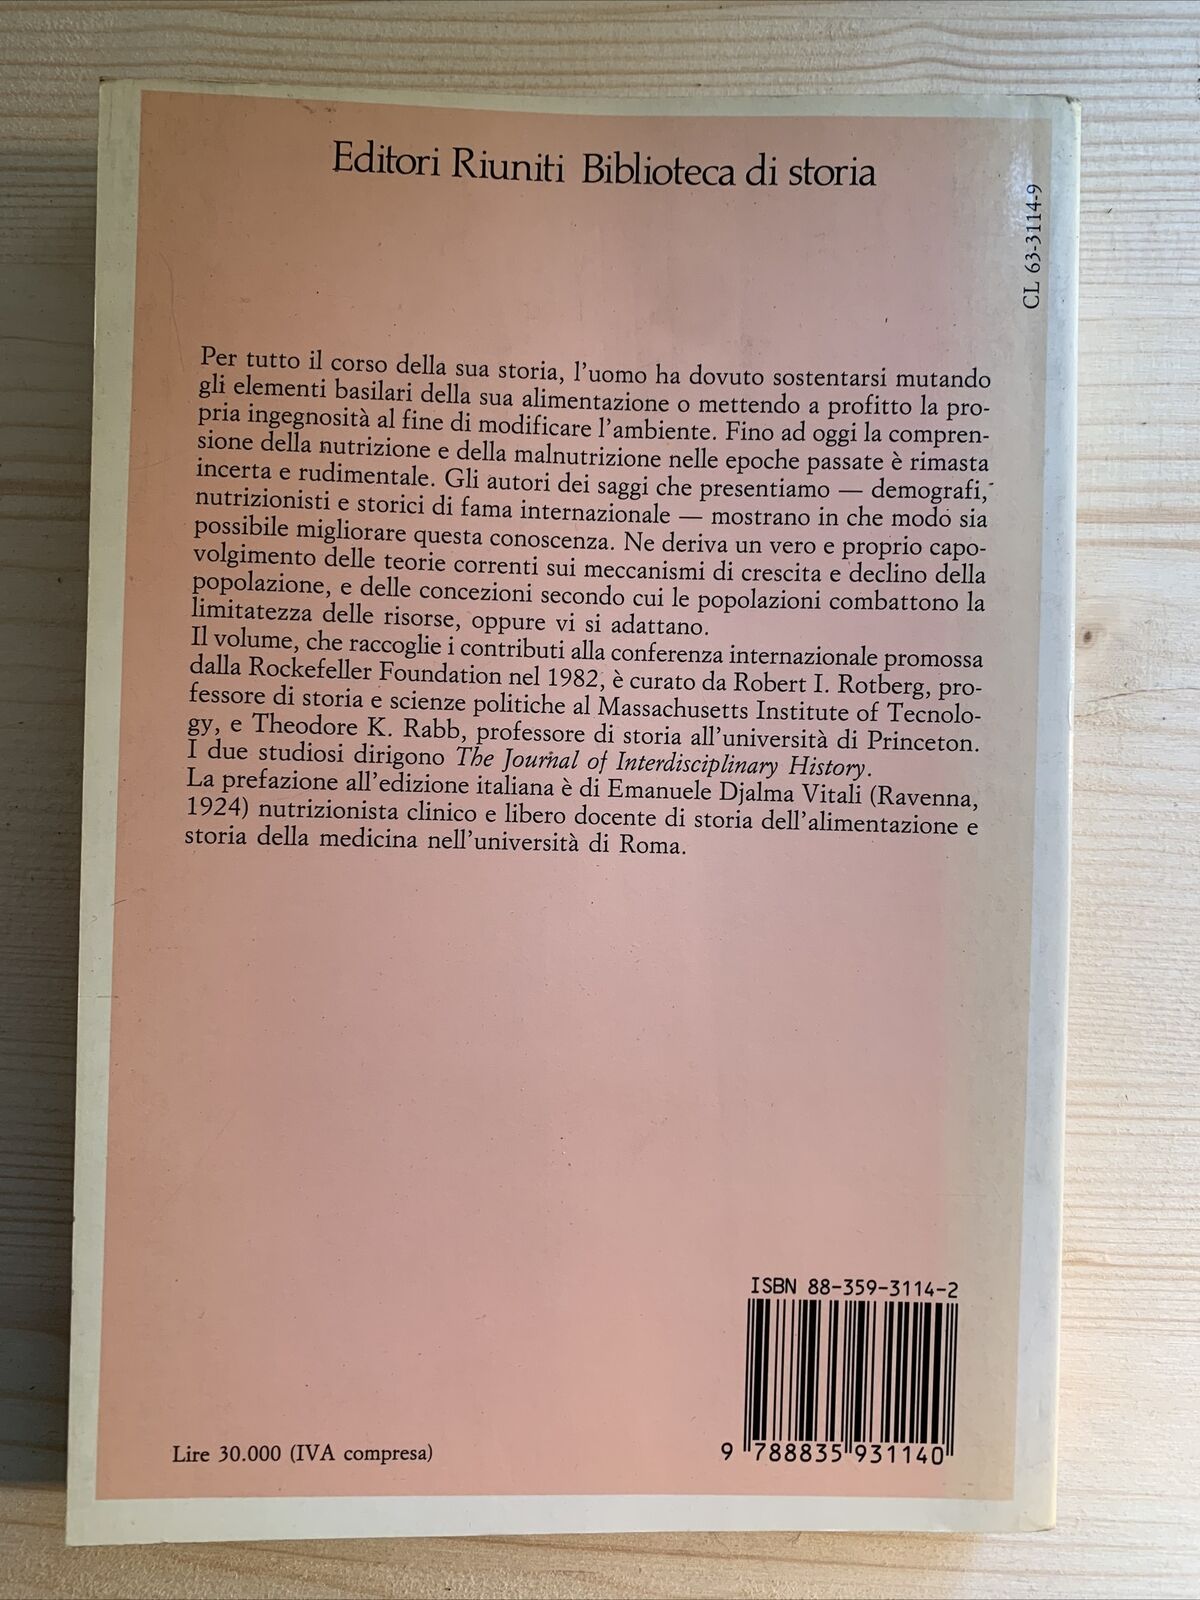 Editori Riuniti Biblioteca di storia
CL 63-3114-9
Per tutto il corso della sua storia, l'uomo ha dovuto sostentarsi mutando
gli elementi basilari della sua alimentazione o mettendo a profitto la pro-
pria ingegnosità al fine di modificare l'ambiente. Fino ad oggi la compren-
sione della nutrizione e della malnutrizione nelle epoche passate è rimasta
incerta e rudimentale. Gli autori dei saggi che presentiamo — demografi,
nutrizionisti e storici di fama internazionale — mostrano in che modo sia
possibile migliorare questa conoscenza. Ne deriva un vero e proprio capo-
volgimento delle teorie correnti sui meccanismi di crescita e declino della
popolazione, e delle concezioni secondo cui le popolazioni combattono la
limitatezza delle risorse, oppure vi si adattano.
Il volume, che raccoglie i contributi alla conferenza internazionale promossa
dalla Rockefeller Foundation nel 1982, è curato da Robert I. Rotberg, pro-
fessore di storia e scienze politiche al Massachusetts Institute of Tecnolo-
gy, e Theodore K. Rabb, professore di storia all'università di Princeton.
I due studiosi dirigono The Journal of Interdisciplinary History.
La prefazione all'edizione italiana è di Emanuele Djalma Vitali (Ravenna,
1924) nutrizionista clinico e libero docente di storia dell'alimentazione e
storia della medicina nell'università di Roma.
ISBN 88-359-3114-2
9 788835 931140
Lire 30.000 (IVA compresa)